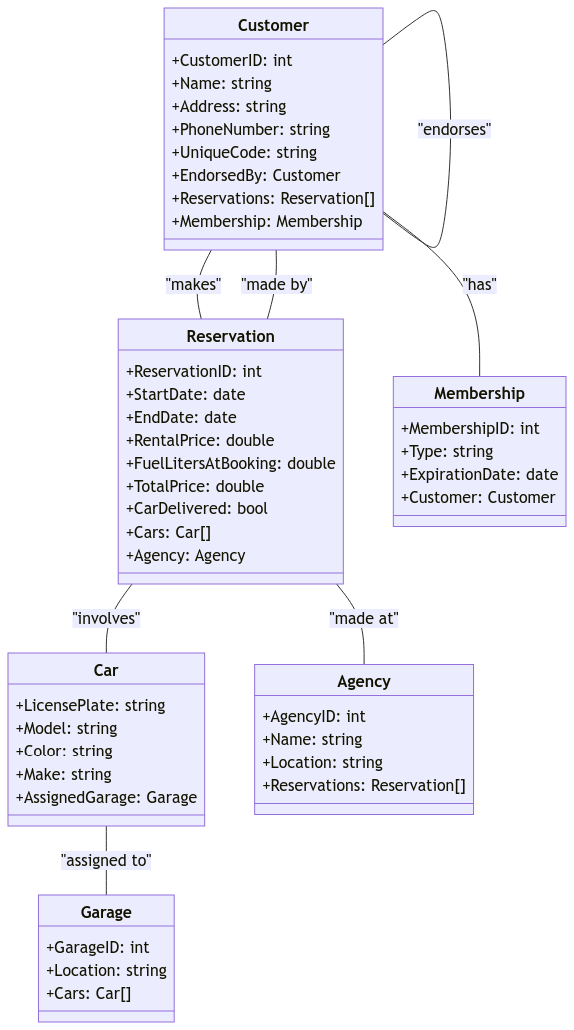 Customer
+CustomerID: int
+Name: string
+Address: string
+PhoneNumber: string
+UniqueCode: string
+EndorsedBy: Customer
+Reservations: Reservation[]
+Membership: Membership
"endorses"
"makes"
"made by"
"has"
Reservation
+ReservationID: int
+StartDate: date
+EndDate: date
+RentalPrice: double
+FuelLitersAtBooking: double
+TotalPrice: double
+CarDelivered: bool
+Cars: Car[]
+Agency: Agency
Membership
+MembershipID: int
+Type: string
+ExpirationDate: date
+Customer: Customer
"involves"
"made at"
Car
+LicensePlate: string
+Model: string
+Color: string
+Make: string
+AssignedGarage: Garage
Agency
+AgencyID: int
+Name: string
+Location: string
+Reservations: Reservation[]
"assigned to"
Garage
+GarageID: int
+Location: string
+Cars: Car[]